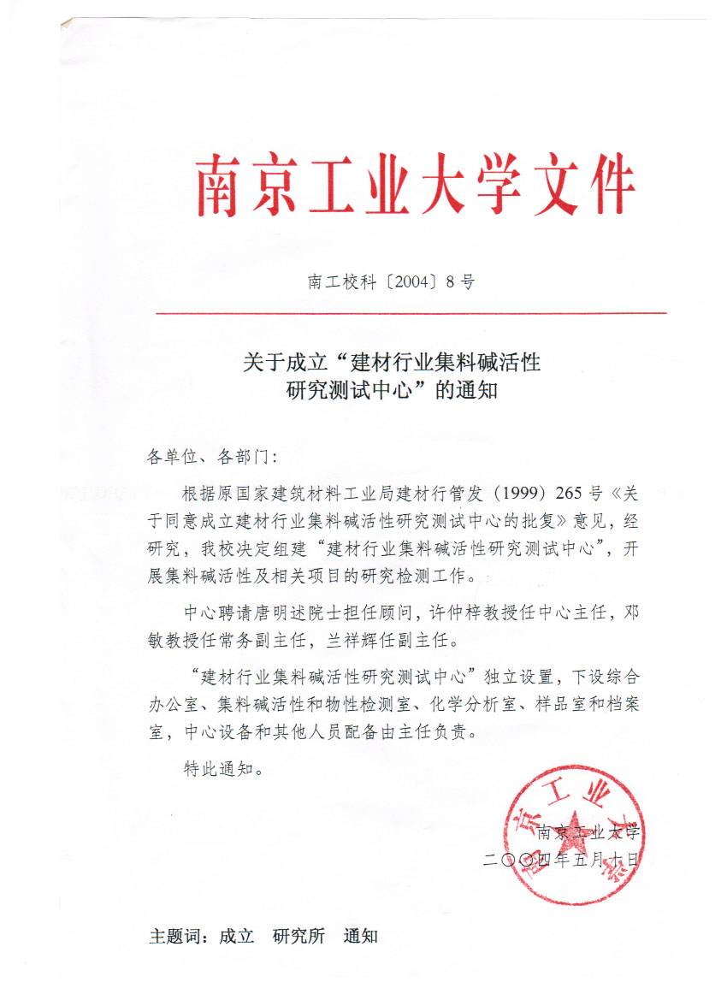 南京工业大学文件
南工校科〔2004〕8 号
关于成立“建材行业集料碱活性
研究测试中心”的通知
各单位、各部门：
根据原国家建筑材料工业局建材行管发（1999）265 号《关
于同意成立建材行业集料碱活性研究测试中心的批复》意见，经
研究，我校决定组建“建材行业集料碱活性研究测试中心”，开
展集料碱活性及相关项目的研究检测工作。
中心聘请唐明述院士担任顾问，许仲梓教授任中心主任，邓
敏教授任常务副主任，兰祥辉任副主任。
“建材行业集料碱活性研究测试中心”独立设置，下设综合
办公室、集料碱活性和物性检测室、化学分析室、样品室和档案
室，中心设备和其他人员配备由主任负责。
特此通知。
南京工业大学
南京工业大学
二〇〇四年五月十日
主题词：成立　研究所　通知